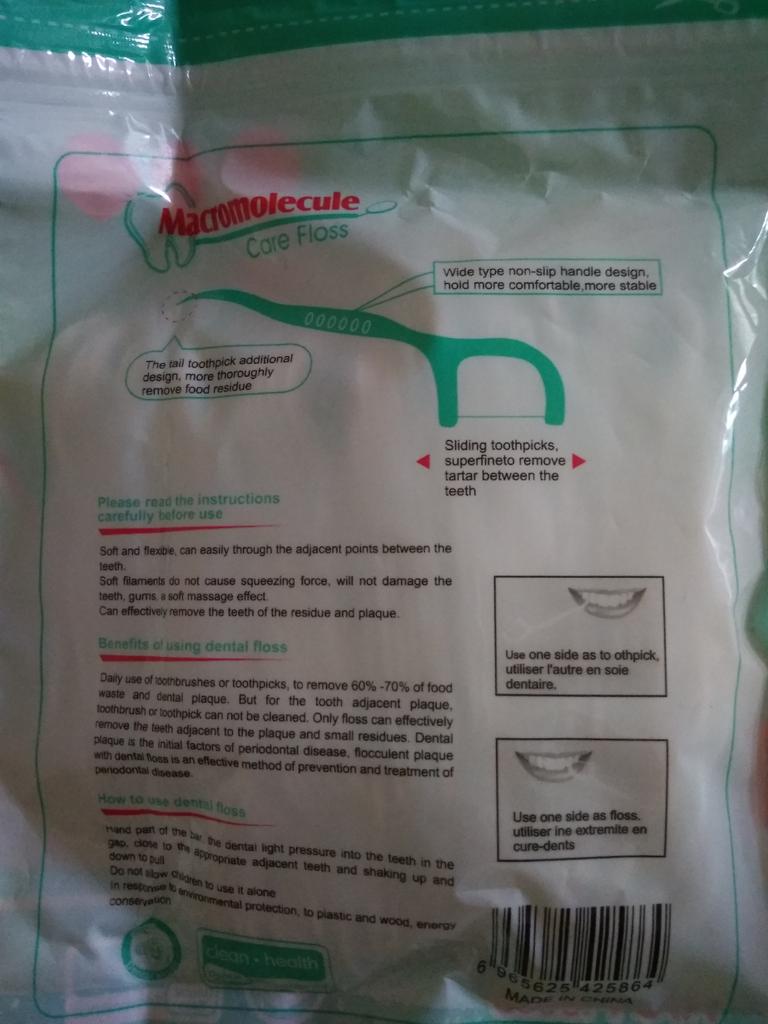 Macromolecule
Care Floss
Wide type non-slip handle design,
hold more comfortable,more stable
The tail toothpick additional
design, more thoroughly
remove food residue
Sliding toothpicks,
superfineto remove
tartar between the
teeth
Please read the instructions
carefully before use
Soft and flexible, can easily through the adjacent points between the
teeth.
Soft filaments do not cause squeezing force, will not damage the
teeth, gums, a soft massage effect.
Can effectively remove the teeth of the residue and plaque.
Benefits of using dental floss
Daily use of toothbrushes or toothpicks, to remove 60% -70% of food
waste and dental plaque. But for the tooth adjacent plaque,
toothbrush or toothpick can not be cleaned. Only floss can effectively
remove the teeth adjacent to the plaque and small residues. Dental
plaque is the initial factors of periodontal disease, flocculent plaque
with dental floss is an effective method of prevention and treatment of
periodontal disease.
How to use dental floss
Hand part of the bar, the dental light pressure into the teeth in the
gap, close to the appropriate adjacent teeth and shaking up and
down to pull
Do not allow children to use it alone
In response to environmental protection, to plastic and wood, energy
conservation
Use one side as to othpick,
utiliser l'autre en soie
dentaire.
Use one side as floss.
utiliser ine extremite en
cure-dents
clean · health
6 965625 425864
MADE IN CHINA